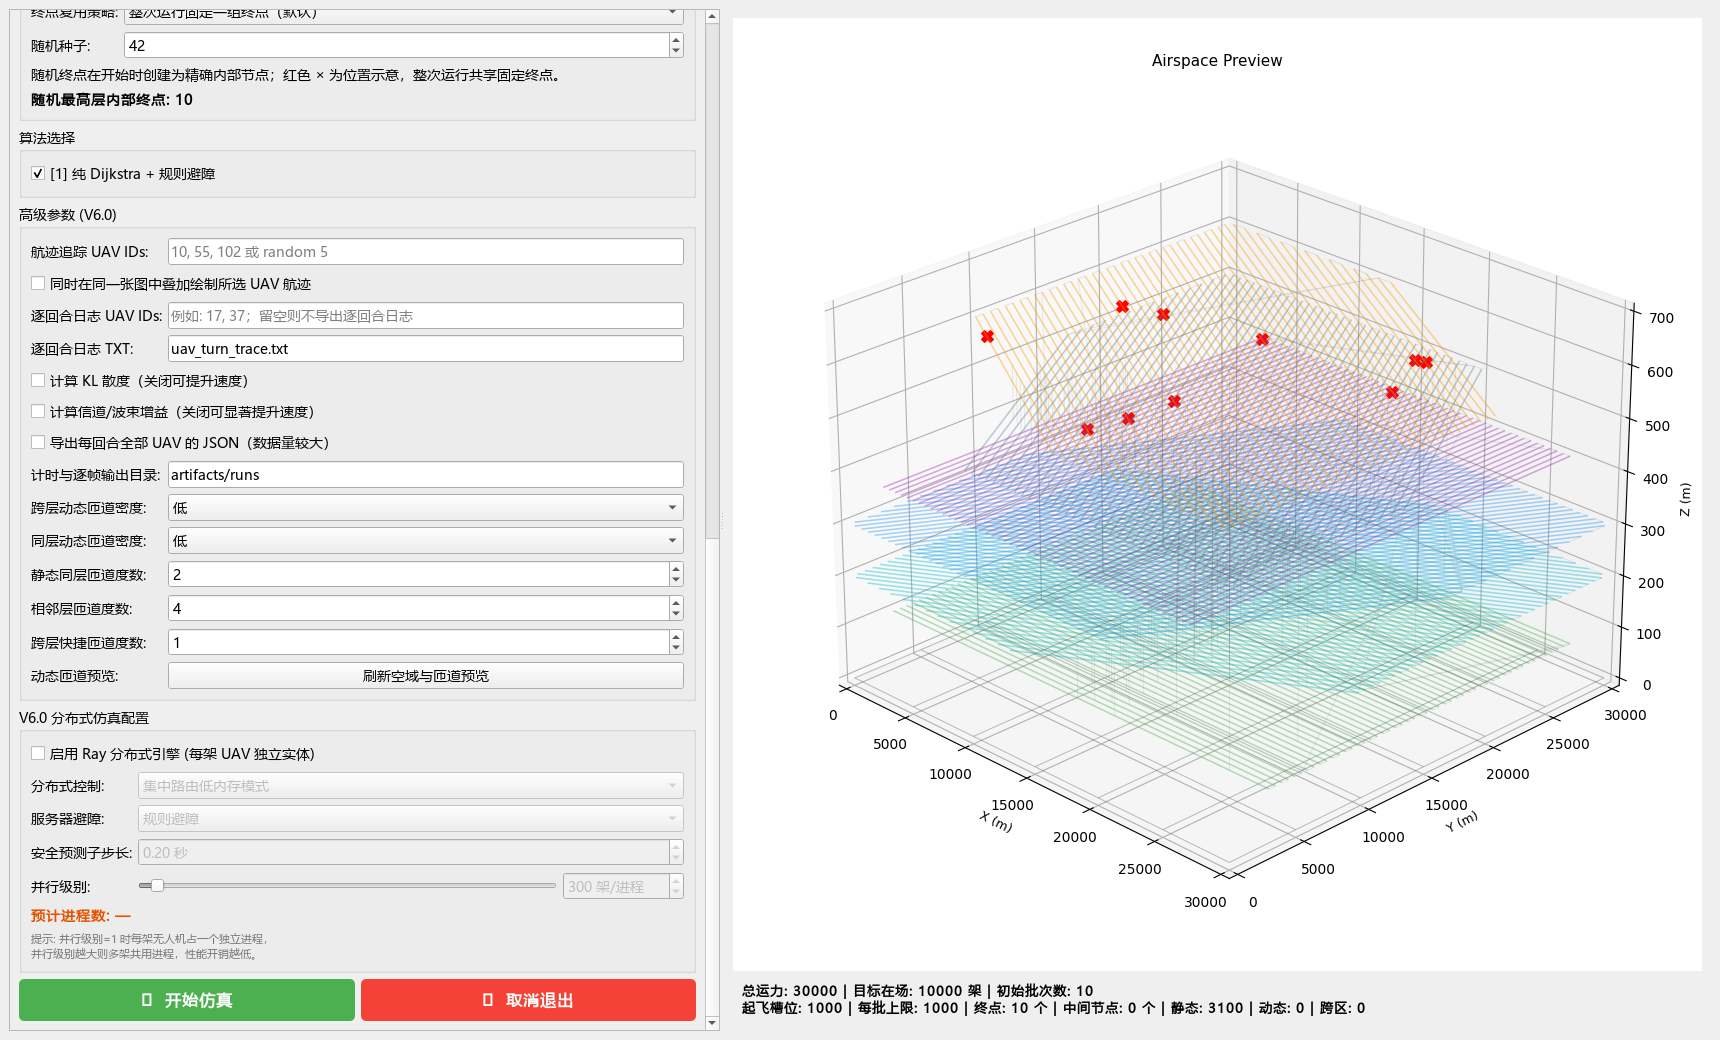 终点复用策略: 整次运行固定一组终点（默认）
随机种子: 42
随机终点在开始时创建为精确内部节点；红色 × 为位置示意，整次运行共享固定终点。
随机最高层内部终点: 10
算法选择
[1] 纯 Dijkstra + 规则避障
高级参数 (V6.0)
航迹追踪 UAV IDs: 10, 55, 102 或 random 5
同时在同一张图中叠加绘制所选 UAV 航迹
逐回合日志 UAV IDs: 例如: 17, 37；留空则不导出逐回合日志
逐回合日志 TXT: uav_turn_trace.txt
计算 KL 散度（关闭可提升速度）
计算信道/波束增益（关闭可显著提升速度）
导出每回合全部 UAV 的 JSON（数据量较大）
计时与逐帧输出目录: artifacts/runs
跨层动态匝道密度: 低
同层动态匝道密度: 低
静态同层匝道度数: 2
相邻层匝道度数: 4
跨层快捷匝道度数: 1
动态匝道预览: 刷新空域与匝道预览
V6.0 分布式仿真配置
启用 Ray 分布式引擎 (每架 UAV 独立实体)
分布式控制: 集中路由低内存模式
服务器避障: 规则避障
安全预测子步长: 0.20 秒
并行级别: 300 架/进程
预计进程数: —
提示: 并行级别=1 时每架无人机占一个独立进程，
并行级别越大则多架共用进程，性能开销越低。
开始仿真
取消退出
Airspace Preview
700
600
500
400
300
200
100
0
Z (m)
0
5000
10000
15000
20000
25000
30000
X (m)
0
5000
10000
15000
20000
25000
30000
Y (m)
总运力: 30000 | 目标在场: 10000 架 | 初始批次数: 10
起飞槽位: 1000 | 每批上限: 1000 | 终点: 10 个 | 中间节点: 0 个 | 静态: 3100 | 动态: 0 | 跨区: 0